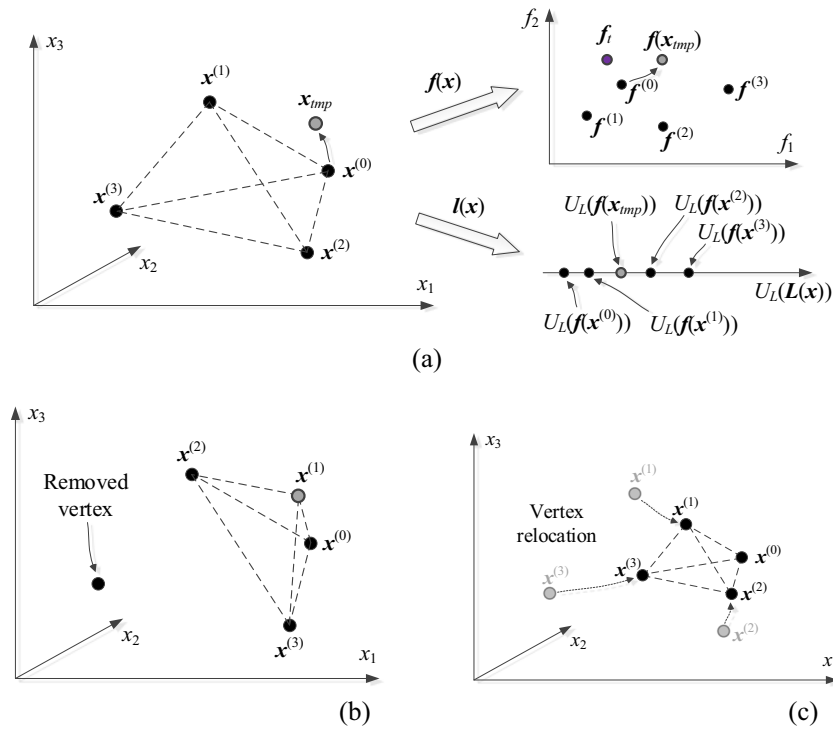 x3
x(1)
xtmp
x(0)
x(3)
x(2)
x2
x1
f(x)
l(x)
f2
ft
f(xtmp)
f(0)
f(3)
f(1)
f(2)
f1
UL(f(xtmp))
UL(f(x(2)))
UL(f(x(3)))
UL(L(x))
UL(f(x(0)))
UL(f(x(1)))
(a)
x3
x(2)
x(1)
Removed
vertex
x(0)
x(3)
x2
x1
(b)
x3
x(1)
x(1)
Vertex
relocation
x(0)
x(3)
x(3)
x(2)
x(2)
x2
x
(c)